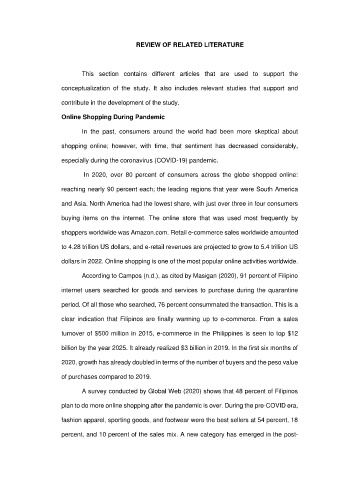 REVIEW OF RELATED LITERATURE
This section contains different articles that are used to support the
conceptualization of the study. It also includes relevant studies that support and
contribute in the development of the study.
Online Shopping During Pandemic
In the past, consumers around the world had been more skeptical about
shopping online; however, with time, that sentiment has decreased considerably,
especially during the coronavirus (COVID-19) pandemic.
In 2020, over 80 percent of consumers across the globe shopped online:
reaching nearly 90 percent each; the leading regions that year were South America
and Asia. North America had the lowest share, with just over three in four consumers
buying items on the internet. The online store that was used most frequently by
shoppers worldwide was Amazon.com. Retail e-commerce sales worldwide amounted
to 4.28 trillion US dollars, and e-retail revenues are projected to grow to 5.4 trillion US
dollars in 2022. Online shopping is one of the most popular online activities worldwide.
According to Campos (n.d.), as cited by Masigan (2020), 91 percent of Filipino
internet users searched for goods and services to purchase during the quarantine
period. Of all those who searched, 76 percent consummated the transaction. This is a
clear indication that Filipinos are finally warming up to e-commerce. From a sales
turnover of $500 million in 2015, e-commerce in the Philippines is seen to top $12
billion by the year 2025. It already realized $3 billion in 2019. In the first six months of
2020, growth has already doubled in terms of the number of buyers and the peso value
of purchases compared to 2019.
A survey conducted by Global Web (2020) shows that 48 percent of Filipinos
plan to do more online shopping after the pandemic is over. During the pre-COVID era,
fashion apparel, sporting goods, and footwear were the best sellers at 54 percent, 18
percent, and 10 percent of the sales mix. A new category has emerged in the post-